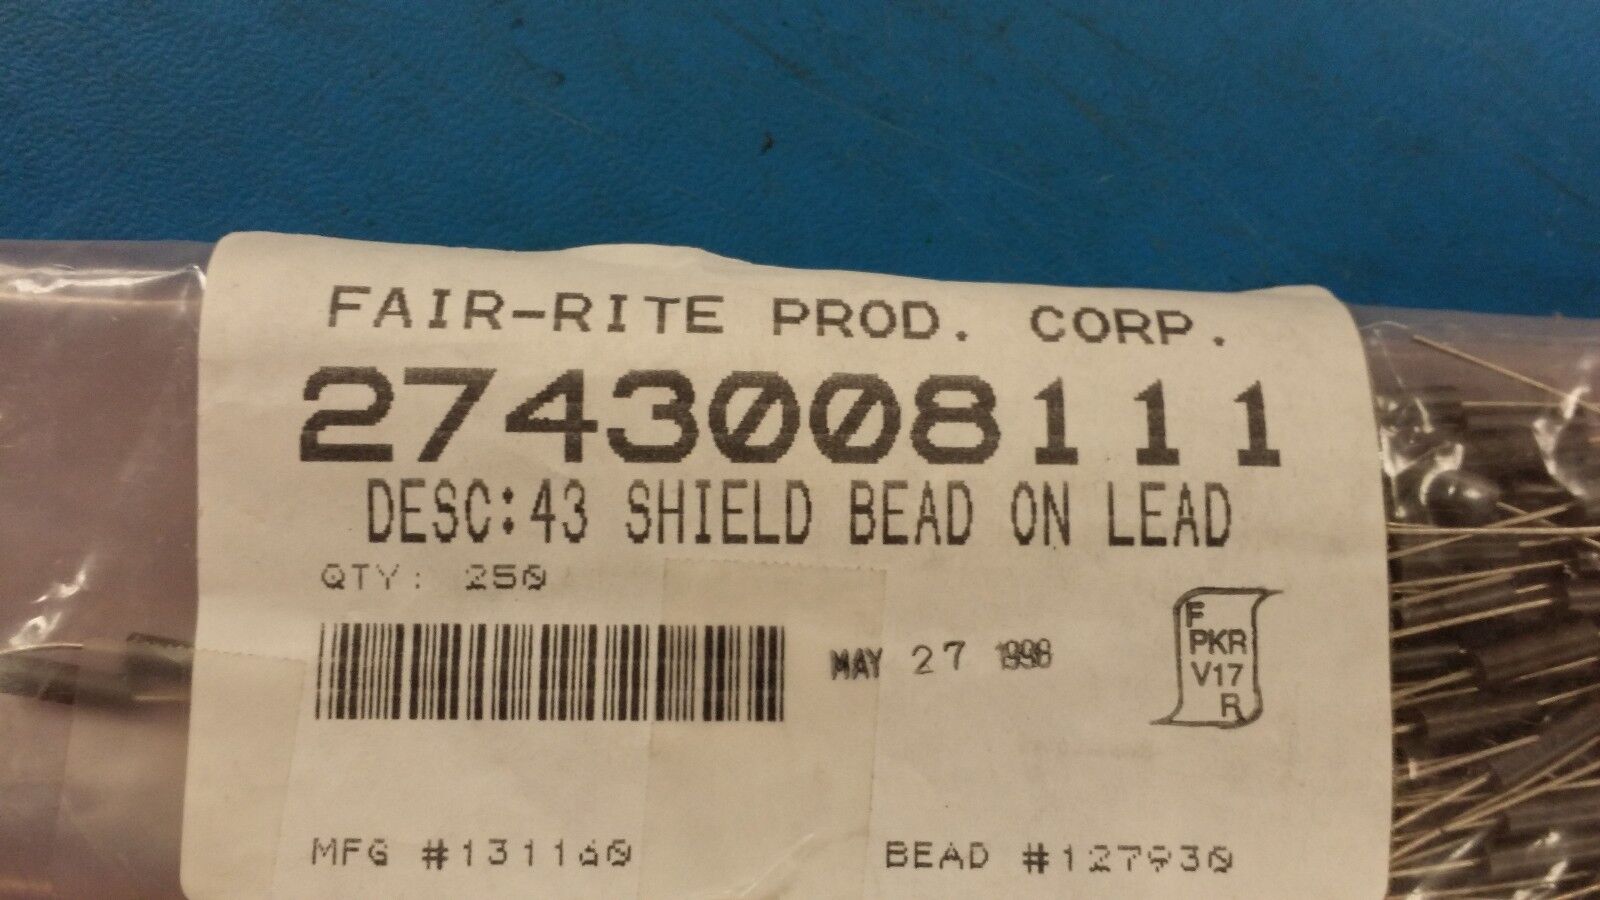 FAIR-RITE PROD. CORP.
2743008111
DESC:43 SHIELD BEAD ON LEAD
QTY: 250
MAY 27 1998
F
PKR
V17
R
MFG #131160
BEAD #127930